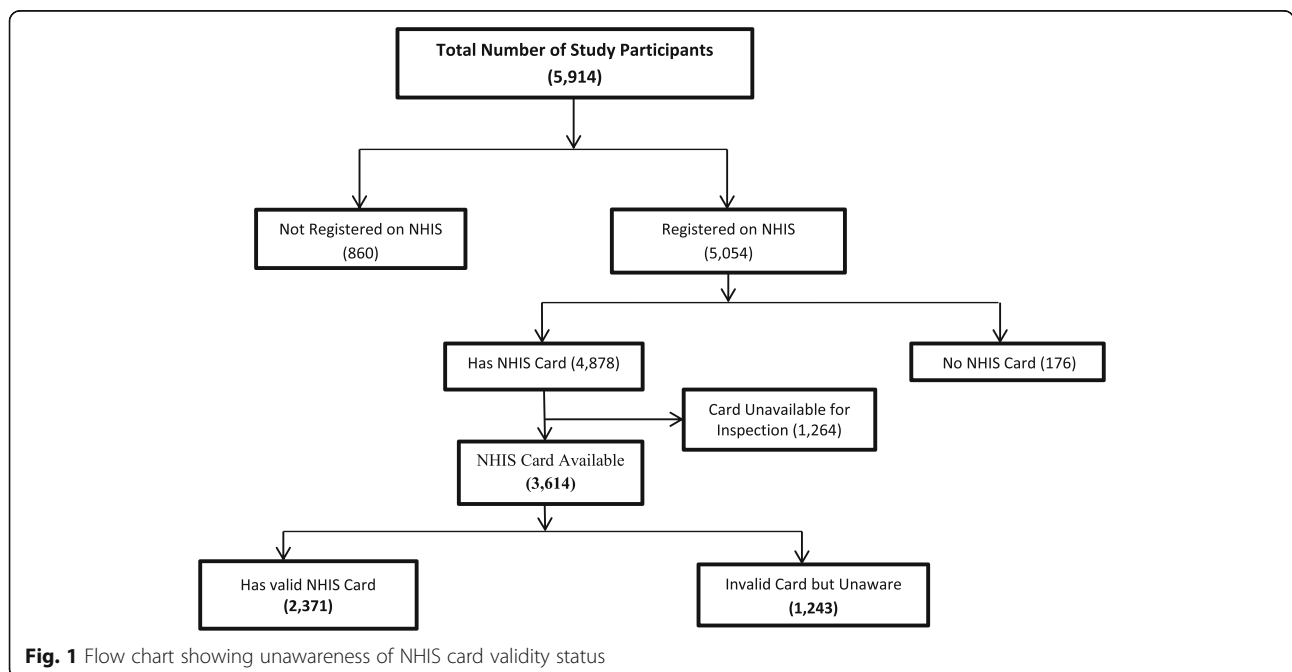 Total Number of Study Participants
(5,914)
Not Registered on NHIS
(860)
Registered on NHIS
(5,054)
Has NHIS Card (4,878)
No NHIS Card (176)
Card Unavailable for
Inspection (1,264)
NHIS Card Available
(3,614)
Has valid NHIS Card
(2,371)
Invalid Card but Unaware
(1,243)
Fig. 1 Flow chart showing unawareness of NHIS card validity status